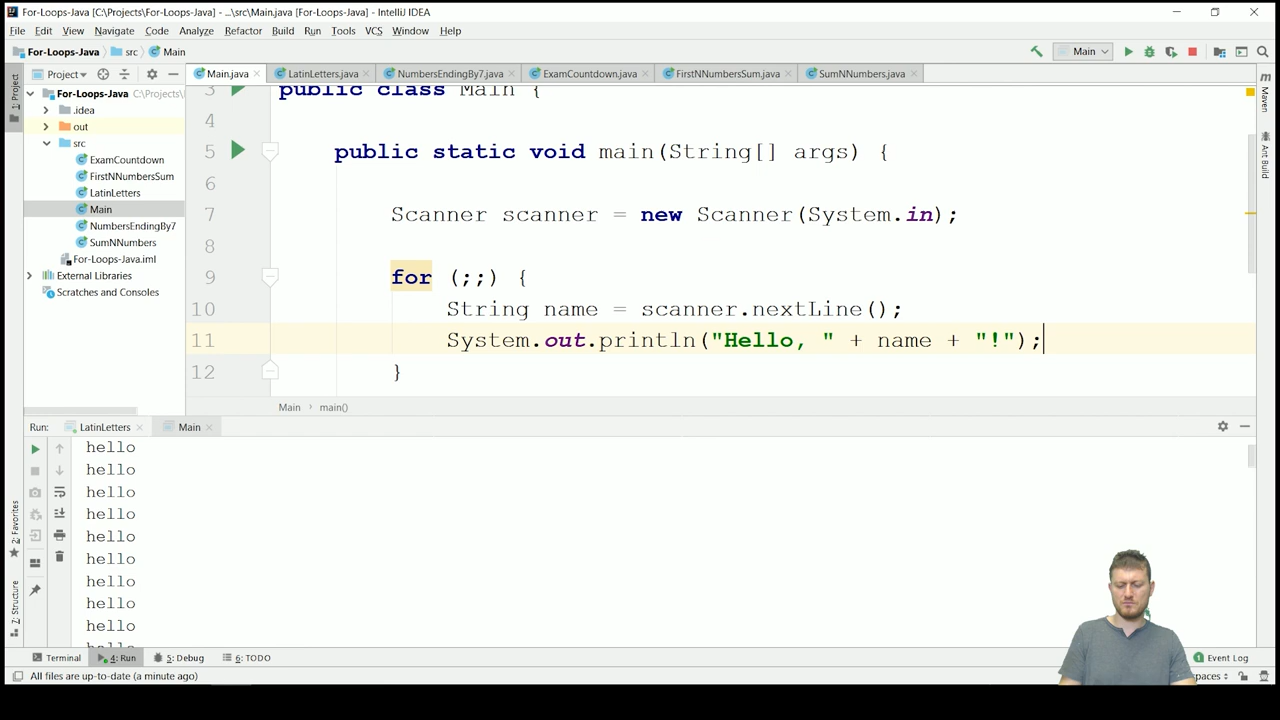 For-Loops-Java [C:\Projects\For-Loops-Java] - ...\src\Main.java [For-Loops-Java] - IntelliJ IDEA
File Edit View Navigate Code Analyze Refactor Build Run Tools VCS Window Help
For-Loops-Java src Main
Main
Project
Main.java LatinLetters.java NumbersEndingBy7.java ExamCountdown.java FirstNNumbersSum.java SumNNumbers.java
1: Project
For-Loops-Java C:\Projects\
.idea
out
src
ExamCountdown
FirstNNumbersSum
LatinLetters
Main
NumbersEndingBy7
SumNNumbers
For-Loops-Java.iml
External Libraries
Scratches and Consoles
3 public class Main {
4
5 public static void main(String[] args) {
6
7 Scanner scanner = new Scanner(System.in);
8
9 for (;;) {
10 String name = scanner.nextLine();
11 System.out.println("Hello, " + name + "!");
12 }
Main main()
Maven
Ant Build
Run: LatinLetters Main
hello
hello
hello
hello
hello
hello
hello
hello
hello
hello
2: Favorites
7: Structure
Terminal 4: Run 5: Debug 6: TODO
Event Log
All files are up-to-date (a minute ago)
spaces